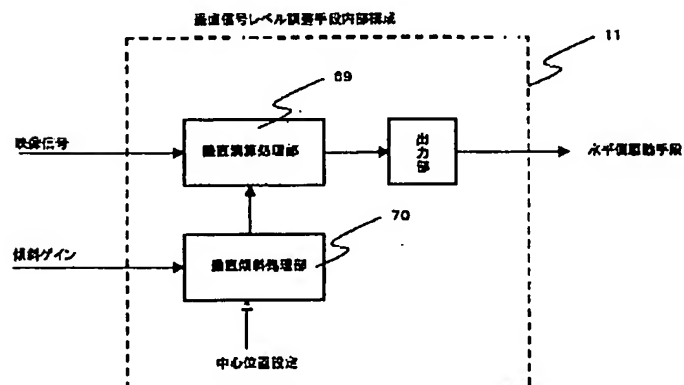 垂直信号レベル調整手段内部構成
11
69
映像信号
垂直演算処理部
出力部
水平側駆動手段
70
傾斜ゲイン
垂直傾斜処理部
中心位置設定